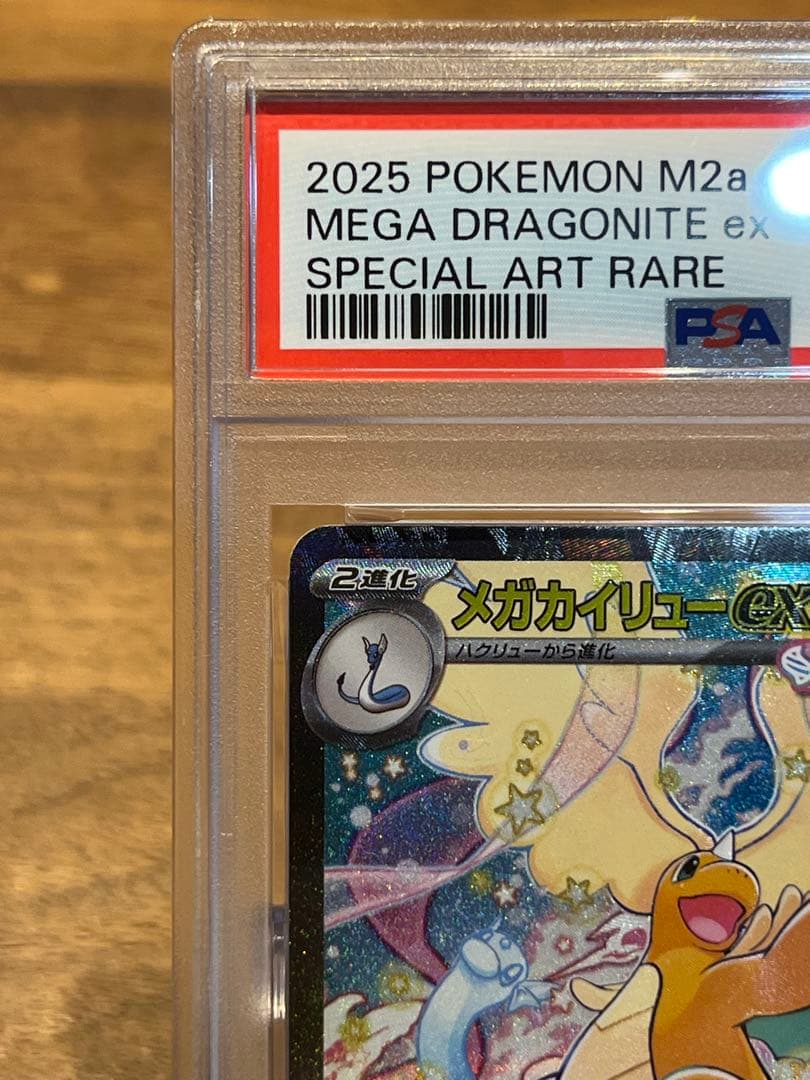 2025 POKEMON M2a
MEGA DRAGONITE ex
SPECIAL ART RARE
PSA
2進化
メガカイリューex
ハクリューから進化